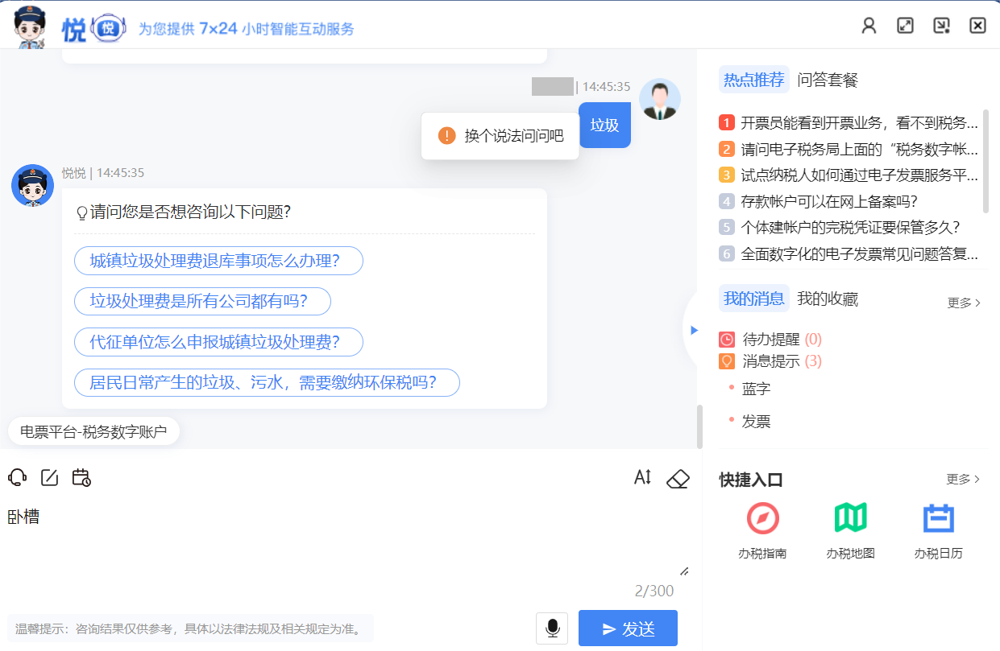 悦 悦 为您提供 7×24 小时智能互动服务
| 14:45:35
垃圾
换个说法问问吧
悦悦 | 14:45:35
请问您是否想咨询以下问题?
城镇垃圾处理费退库事项怎么办理?
垃圾处理费是所有公司都有吗?
代征单位怎么申报城镇垃圾处理费?
居民日常产生的垃圾、污水，需要缴纳环保税吗?
电票平台-税务数字账户
卧槽
2/300
温馨提示：咨询结果仅供参考，具体以法律法规及相关规定为准。
发送
热点推荐 问答套餐
1 开票员能看到开票业务，看不到税务...
2 请问电子税务局上面的“税务数字帐...
3 试点纳税人如何通过电子发票服务平...
4 存款帐户可以在网上备案吗?
5 个体建帐户的完税凭证要保管多久?
6 全面数字化的电子发票常见问题答复...
我的消息 我的收藏 更多 >
待办提醒 (0)
消息提示 (3)
蓝字
发票
快捷入口 更多 >
办税指南 办税地图 办税日历